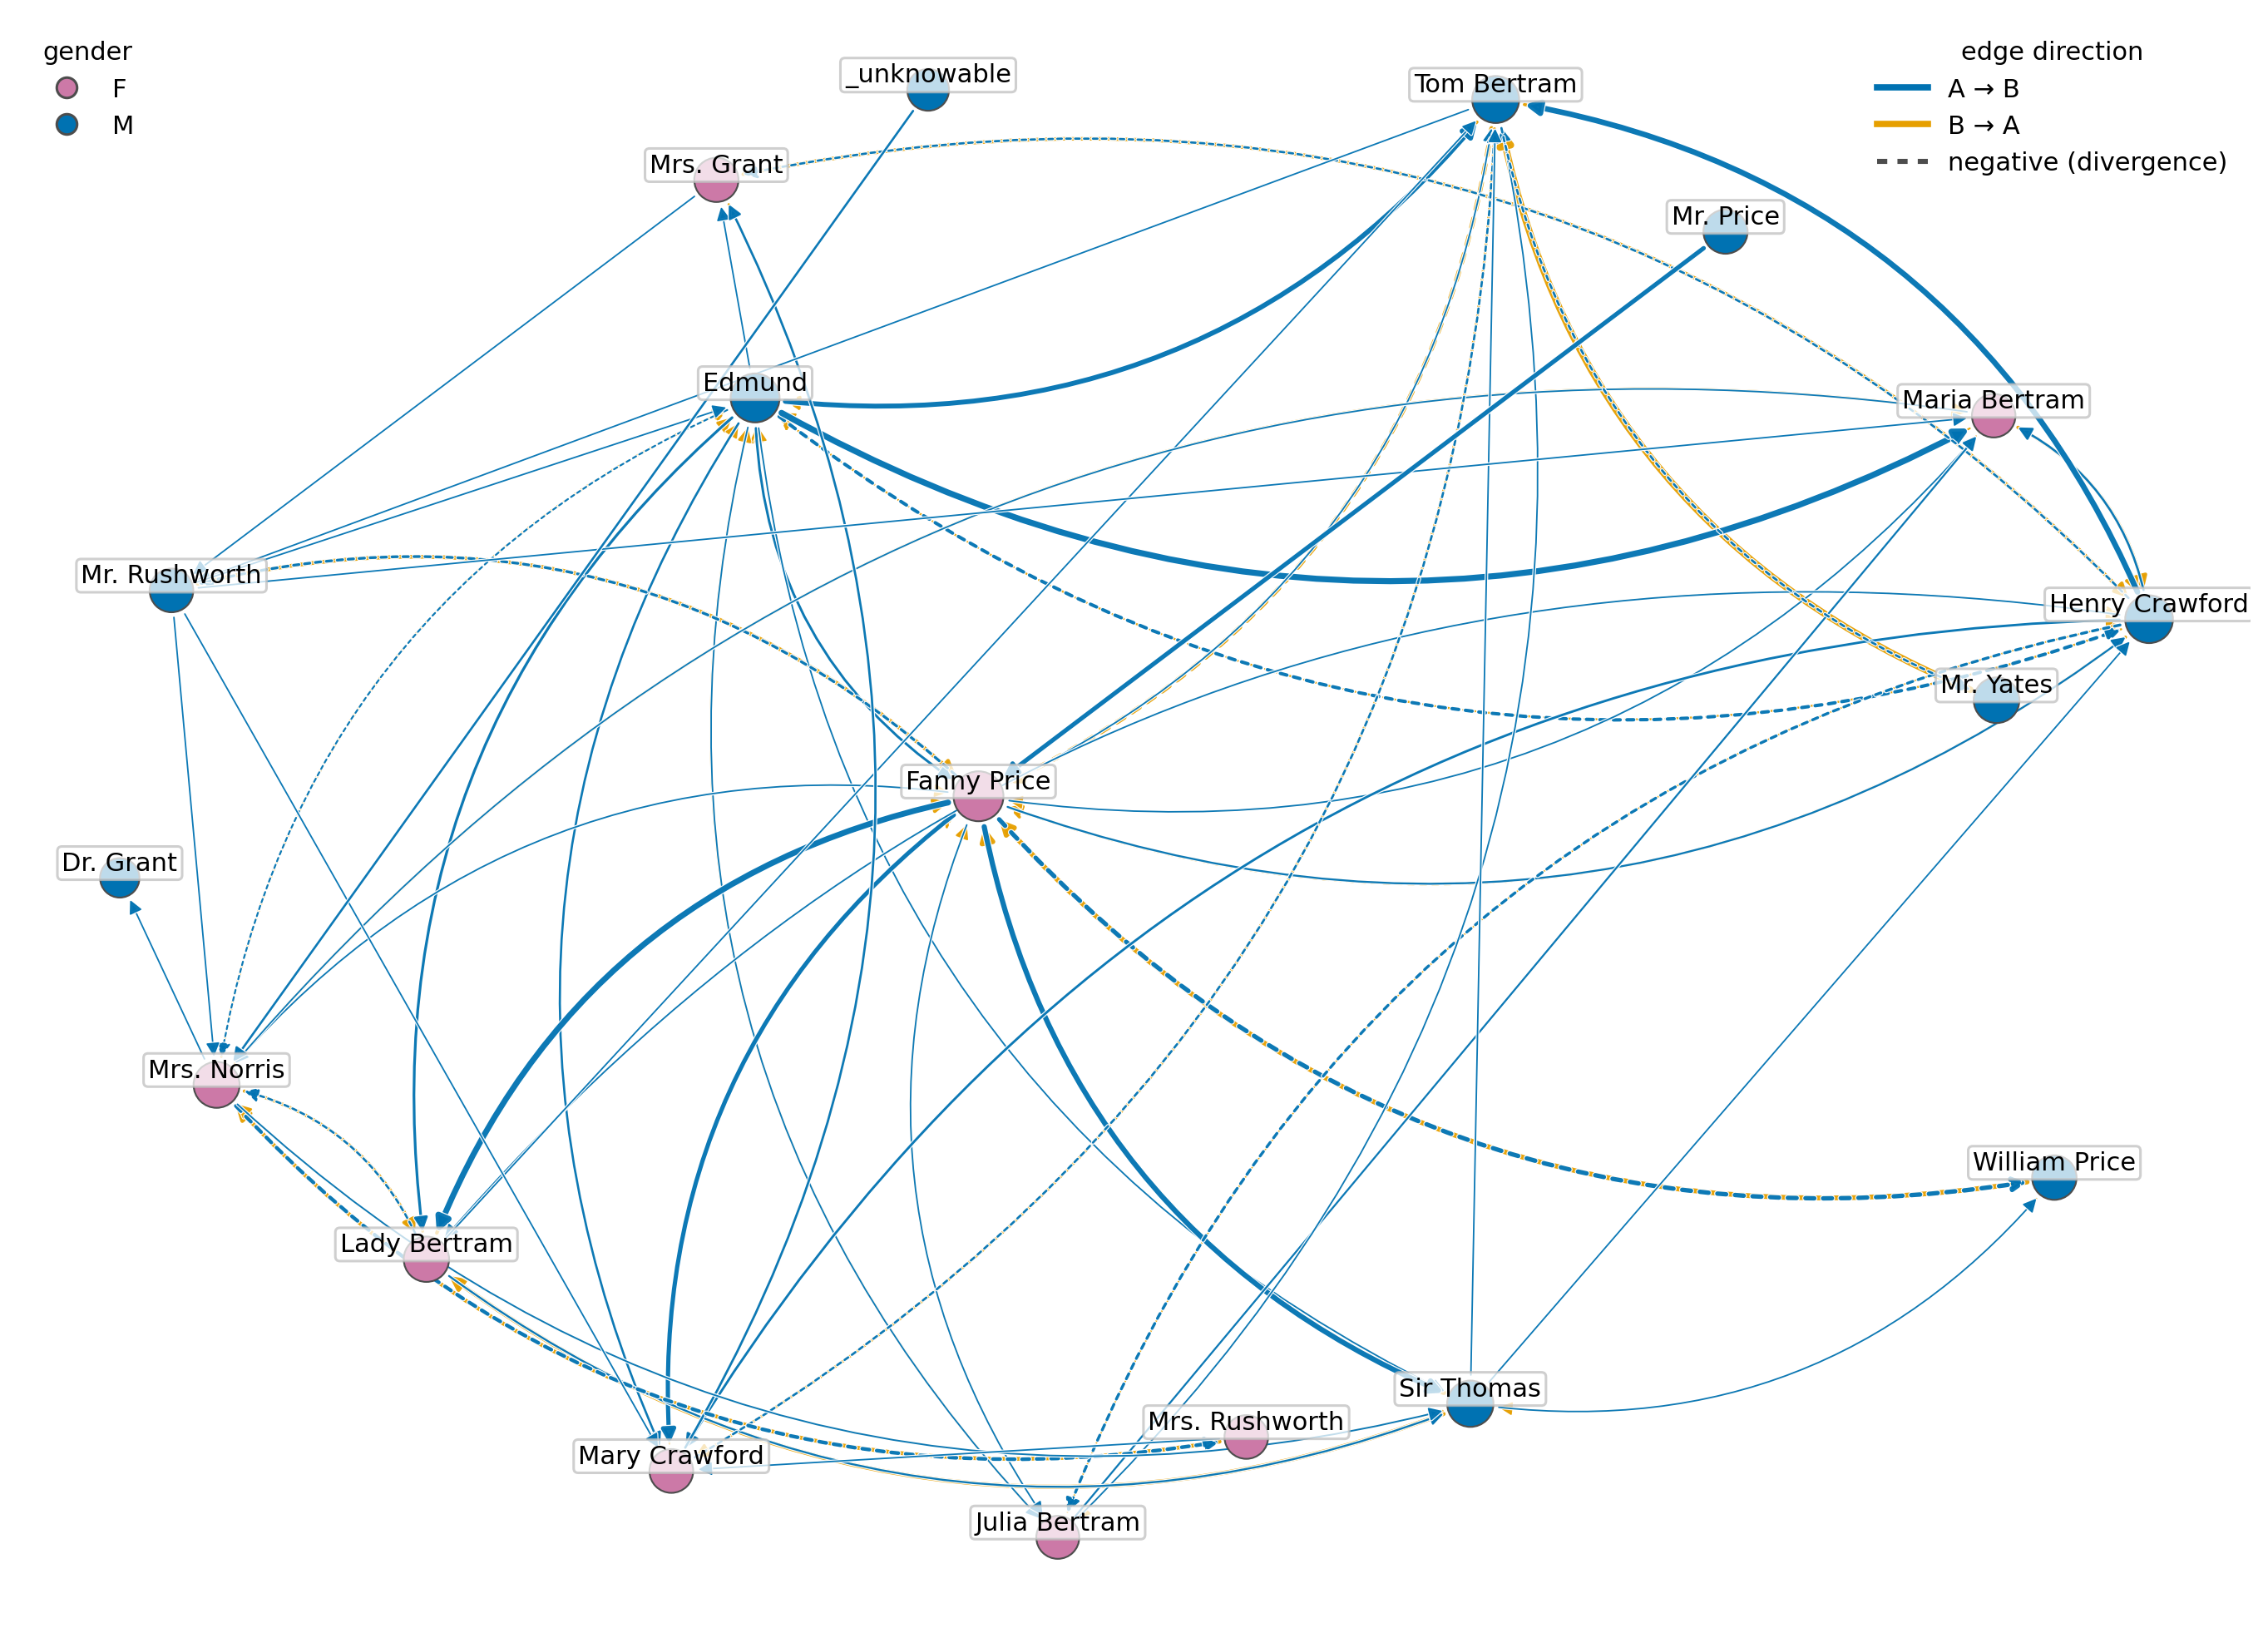 gender
F
M
edge direction
A → B
B → A
negative (divergence)
_unknowable
Tom Bertram
Mrs. Grant
Mr. Price
Edmund
Maria Bertram
Mr. Rushworth
Henry Crawford
Mr. Yates
Fanny Price
Dr. Grant
Mrs. Norris
William Price
Lady Bertram
Sir Thomas
Mrs. Rushworth
Mary Crawford
Julia Bertram